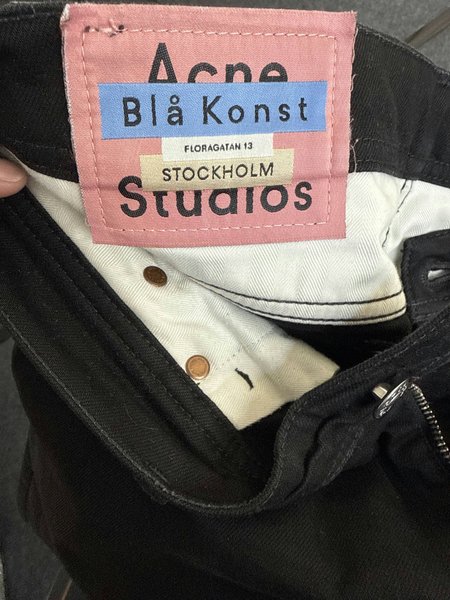 Acne
Blå Konst
FLORAGATAN 13
STOCKHOLM
Studios